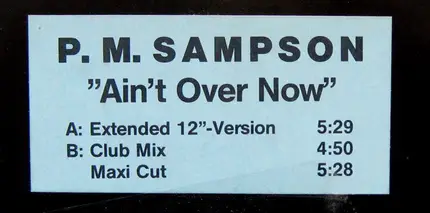 P. M. SAMPSON
”Ain't Over Now”
A: Extended 12”-Version 5:29
B: Club Mix 4:50
Maxi Cut 5:28